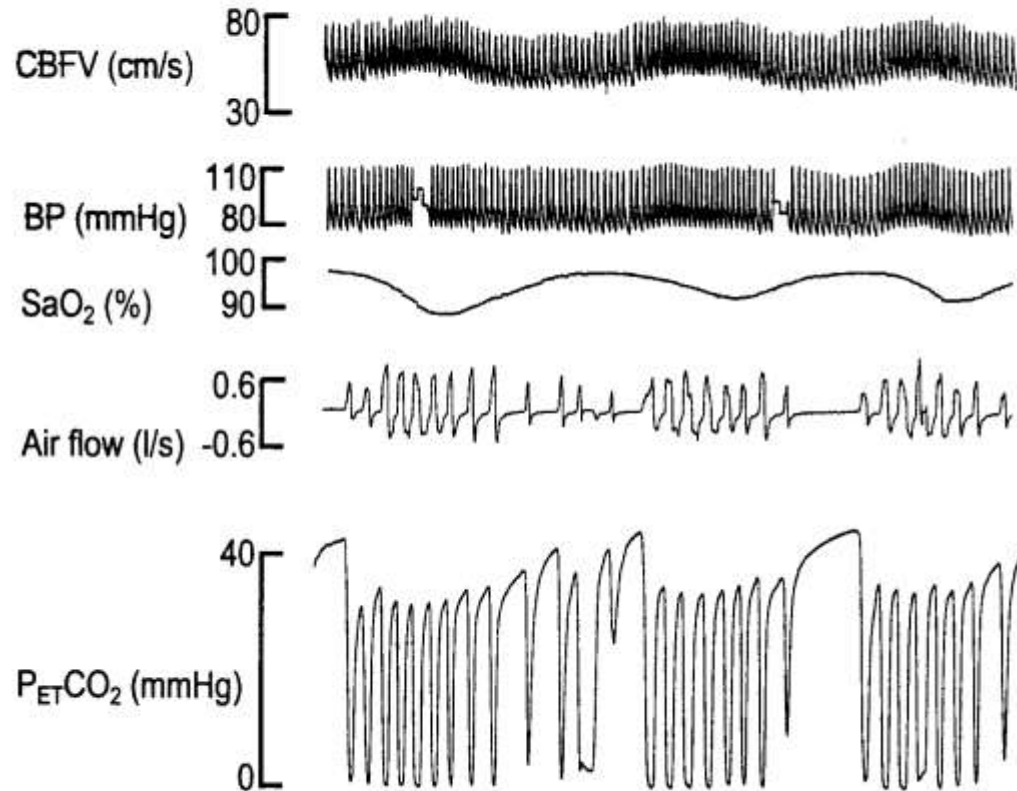 80
CBFV (cm/s)
30
110
BP (mmHg)
80
100
SaO₂ (%)
90
0.6
Air flow (l/s)
-0.6
40
PETCO₂ (mmHg)
0